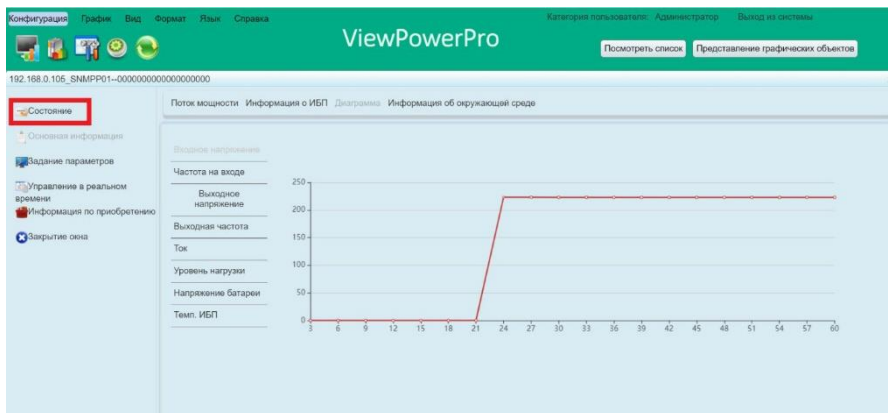 Конфигурация График Вид Формат Язык Справка
Категория пользователя: Администратор Выход из системы
ViewPowerPro
Посмотреть список Представление графических объектов
192.168.0.105_SNMPP01--0000000000000000000
Состояние
Поток мощности Информация о ИБП Диаграмма Информация об окружающей среде
Основная информация
Задание параметров
Управление в реальном
времени
Информация по приобретению
Закрытие окна
Входное напряжение
Частота на входе
Выходное
напряжение
Выходная частота
Ток
Уровень нагрузки
Напряжение батареи
Темп. ИБП
250
200
150
100
50
0
3 6 9 12 15 18 21 24 27 30 33 36 39 42 45 48 51 54 57 60